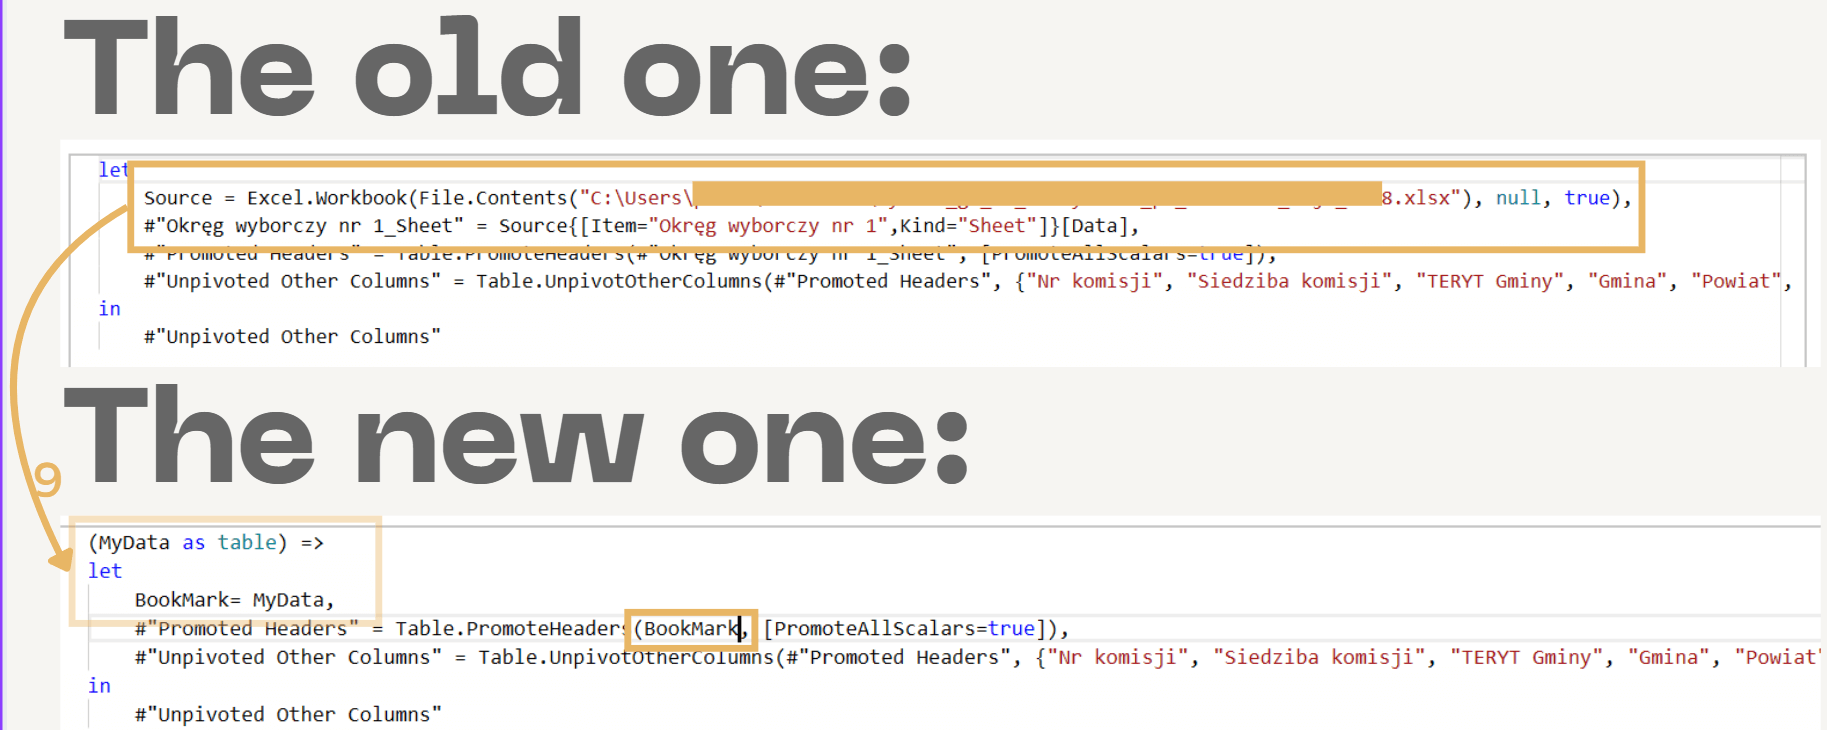 The old one:
let
Source = Excel.Workbook(File.Contents("C:\Users\ 8.xlsx"), null, true),
#"Okręg wyborczy nr 1_Sheet" = Source{[Item="Okręg wyborczy nr 1",Kind="Sheet"]}[Data],
#"Promoted Headers" = Table.PromoteHeaders(#"Okręg wyborczy nr 1_Sheet", [PromoteAllScalars=true]),
#"Unpivoted Other Columns" = Table.UnpivotOtherColumns(#"Promoted Headers", {"Nr komisji", "Siedziba komisji", "TERYT Gminy", "Gmina", "Powiat",
in
#"Unpivoted Other Columns"
The new one:
9
(MyData as table) =>
let
BookMark= MyData,
#"Promoted Headers" = Table.PromoteHeaders(BookMark, [PromoteAllScalars=true]),
#"Unpivoted Other Columns" = Table.UnpivotOtherColumns(#"Promoted Headers", {"Nr komisji", "Siedziba komisji", "TERYT Gminy", "Gmina", "Powiat"
in
#"Unpivoted Other Columns"